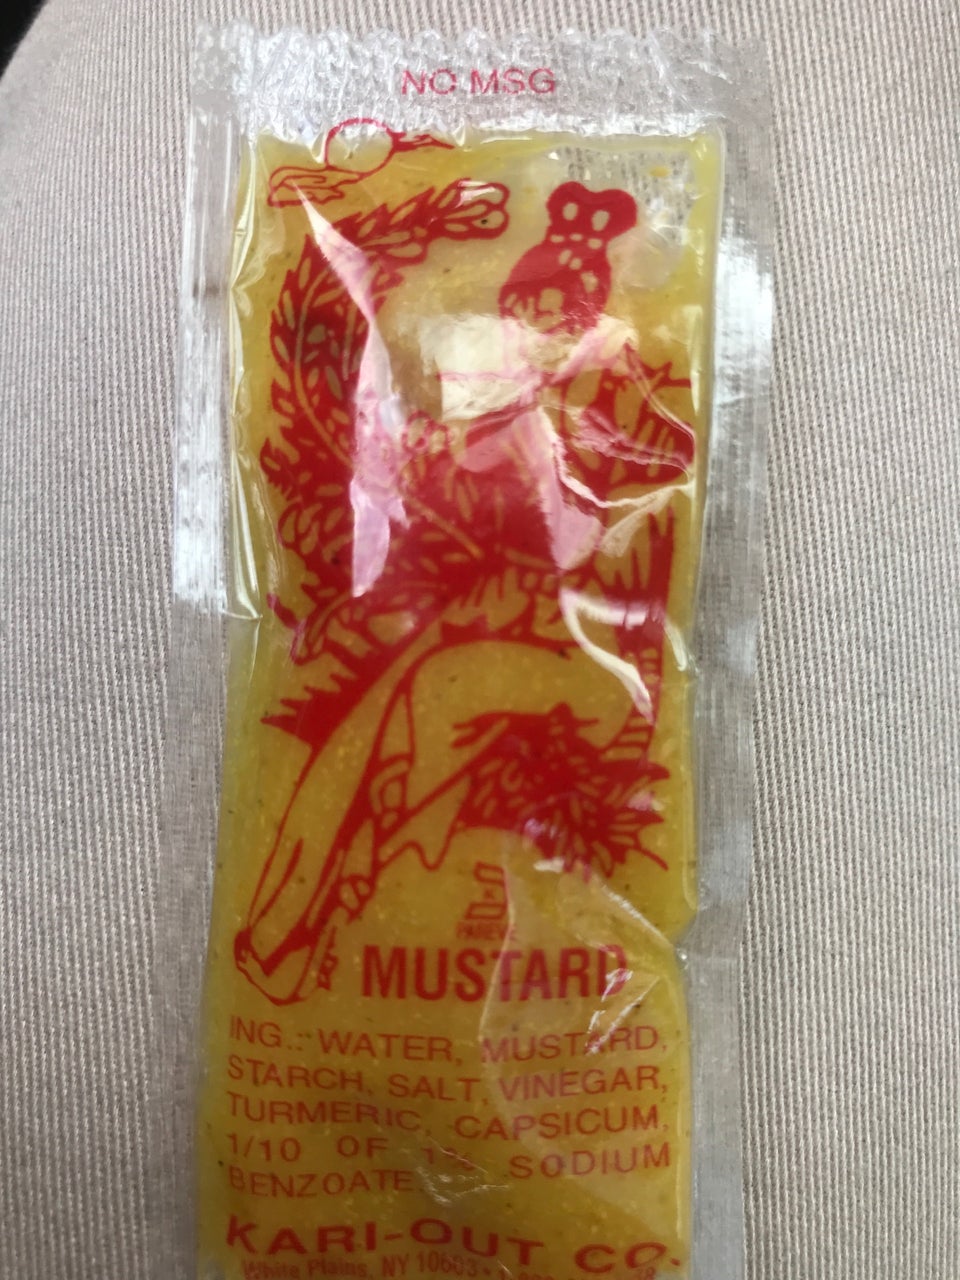 NO MSG
PAREVE
MUSTARD
ING.: WATER, MUSTARD,
STARCH, SALT, VINEGAR,
TURMERIC, CAPSICUM,
1/10 OF 1% SODIUM
BENZOATE.
KARI-OUT CO.
White Plains, NY 10603